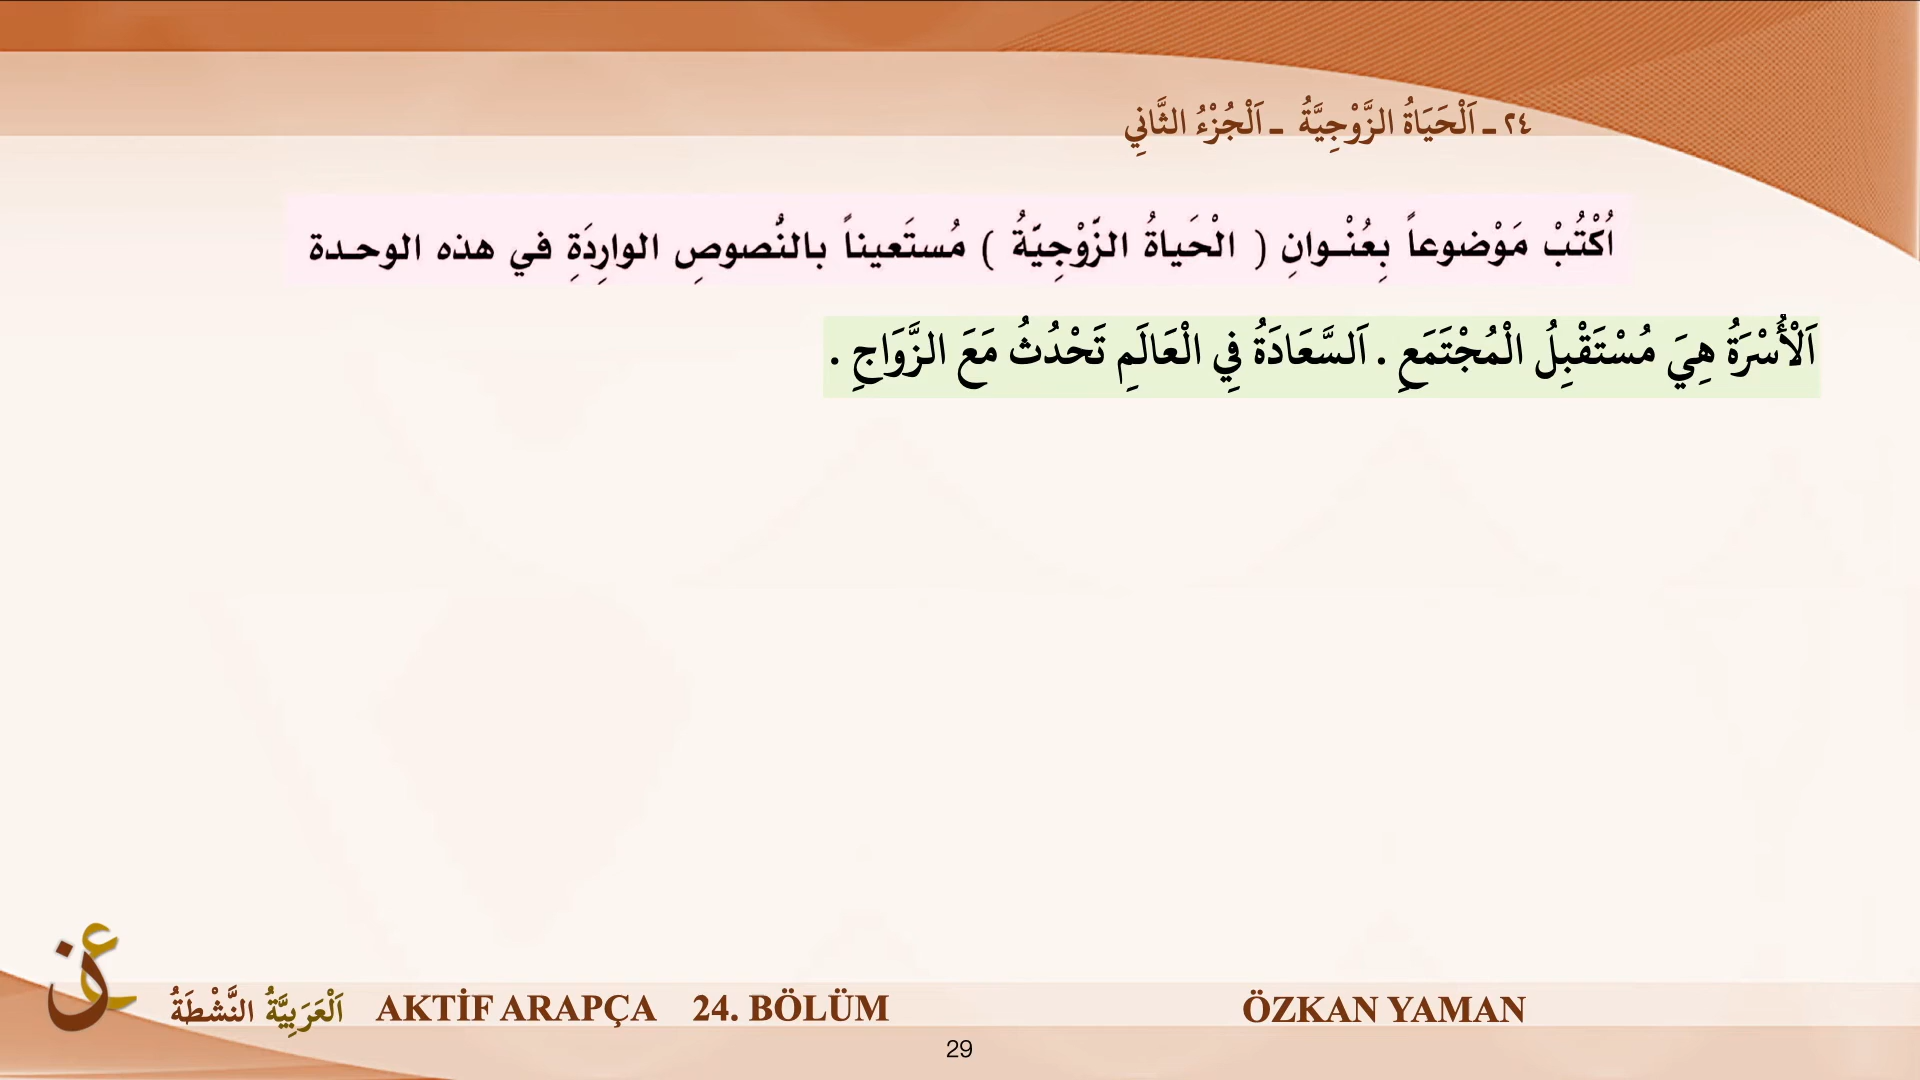 ٢٤ ـ اَلْحَيَاةُ الزَّوْجِيَّةُ ـ اَلْجُزْءُ الثَّانِي
اُكْتُبْ مَوْضوعاً بِعُنْـوانِ ( الْحَياةُ الزَّوْجِيَّةُ ) مُستَعيناً بالنُّصوصِ الوارِدَةِ في هذه الوحـدة
اَلْأُسْرَةُ هِيَ مُسْتَقْبِلُ الْمُجْتَمَعِ . اَلسَّعَادَةُ فِي الْعَالَمِ تَحْدُثُ مَعَ الزَّوَاجِ .
اَلْعَرَبِيَّةُ النَّشْطَةُ AKTİF ARAPÇA 24. BÖLÜM ÖZKAN YAMAN
29